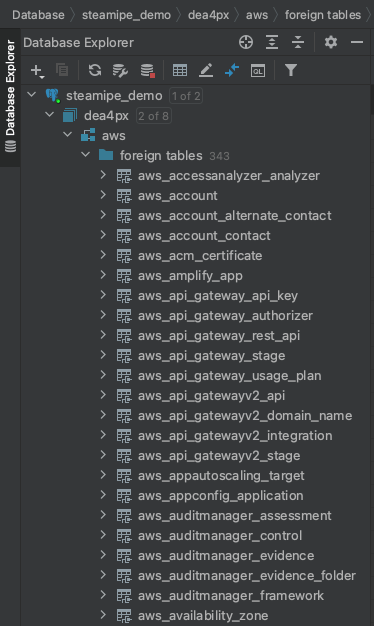 Database > steamipe_demo > dea4px > aws > foreign tables >
Database Explorer
Database Explorer
QL
steamipe_demo 1 of 2
dea4px 2 of 8
aws
foreign tables 343
aws_accessanalyzer_analyzer
aws_account
aws_account_alternate_contact
aws_account_contact
aws_acm_certificate
aws_amplify_app
aws_api_gateway_api_key
aws_api_gateway_authorizer
aws_api_gateway_rest_api
aws_api_gateway_stage
aws_api_gateway_usage_plan
aws_api_gatewayv2_api
aws_api_gatewayv2_domain_name
aws_api_gatewayv2_integration
aws_api_gatewayv2_stage
aws_appautoscaling_target
aws_appconfig_application
aws_auditmanager_assessment
aws_auditmanager_control
aws_auditmanager_evidence
aws_auditmanager_evidence_folder
aws_auditmanager_framework
aws_availability_zone